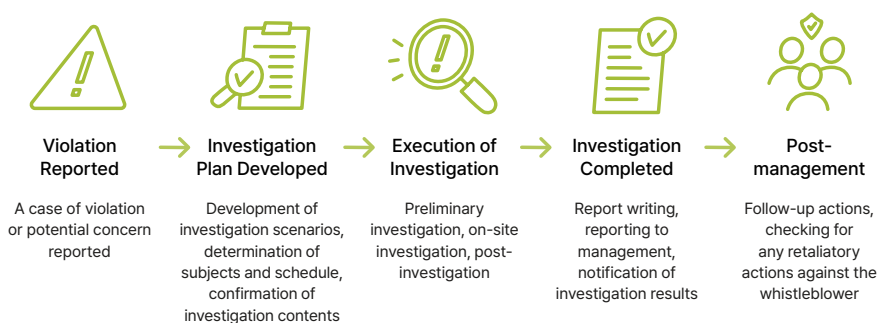 Violation
Reported
A case of violation
or potential concern
reported
Investigation
Plan Developed
Development of
investigation scenarios,
determination of
subjects and schedule,
confirmation of
investigation contents
Execution of
Investigation
Preliminary
investigation, on-site
investigation, post-
investigation
Investigation
Completed
Report writing,
reporting to
management,
notification of
investigation results
Post-
management
Follow-up actions,
checking for
any retaliatory
actions against the
whistleblower